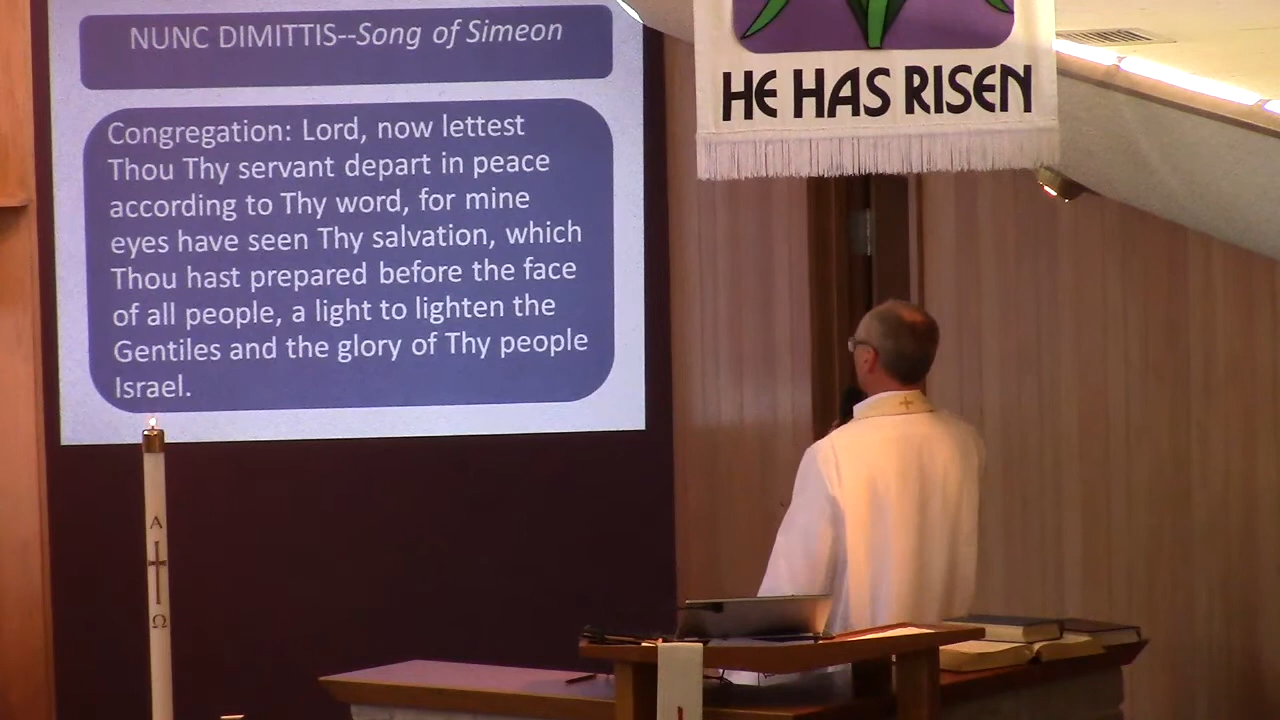 NUNC DIMITTIS--Song of Simeon
Congregation: Lord, now lettest
Thou Thy servant depart in peace
according to Thy word, for mine
eyes have seen Thy salvation, which
Thou hast prepared before the face
of all people, a light to lighten the
Gentiles and the glory of Thy people
Israel.
HE HAS RISEN
Α
Ω